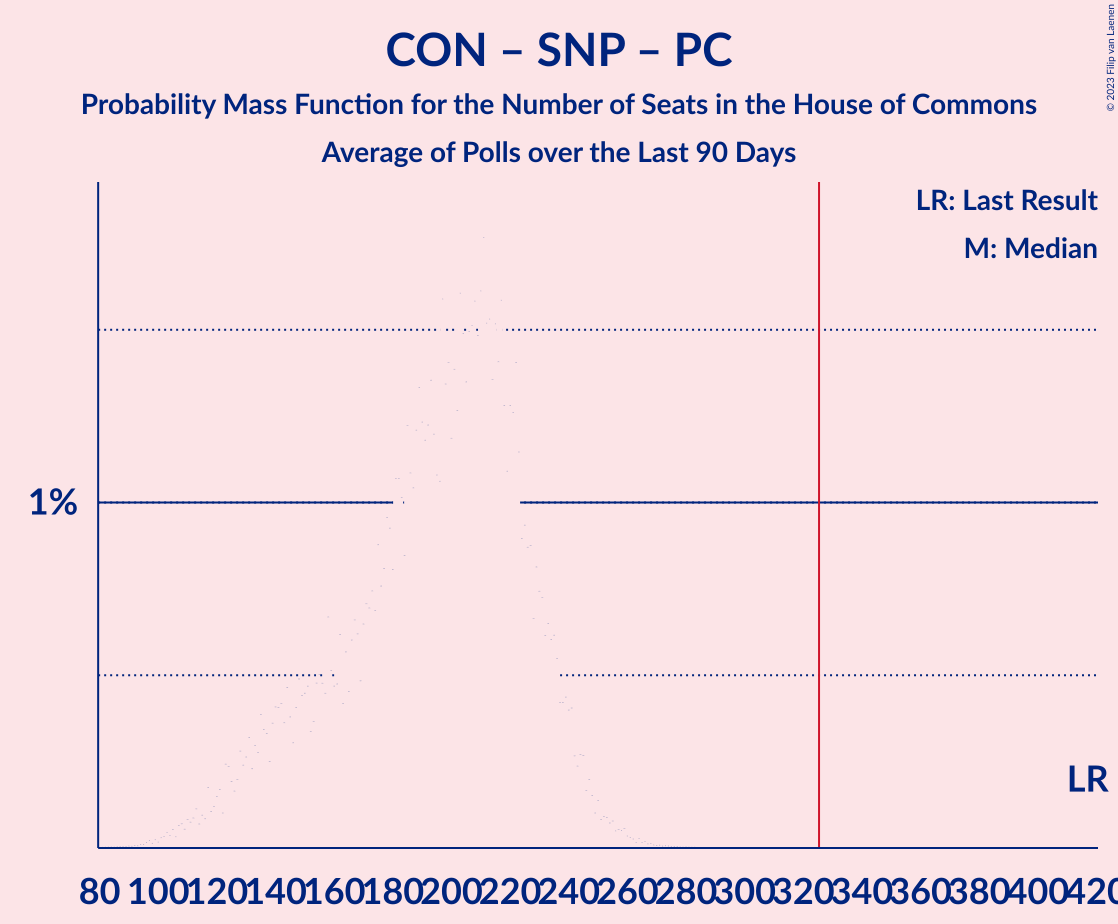 CON – SNP – PC
Probability Mass Function for the Number of Seats in the House of Commons
Average of Polls over the Last 90 Days
© 2023 Filip van Laenen
LR: Last Result
M: Median
1%
LR
80 100 120 140 160 180 200 220 240 260 280 300 320 340 360 380 400 420